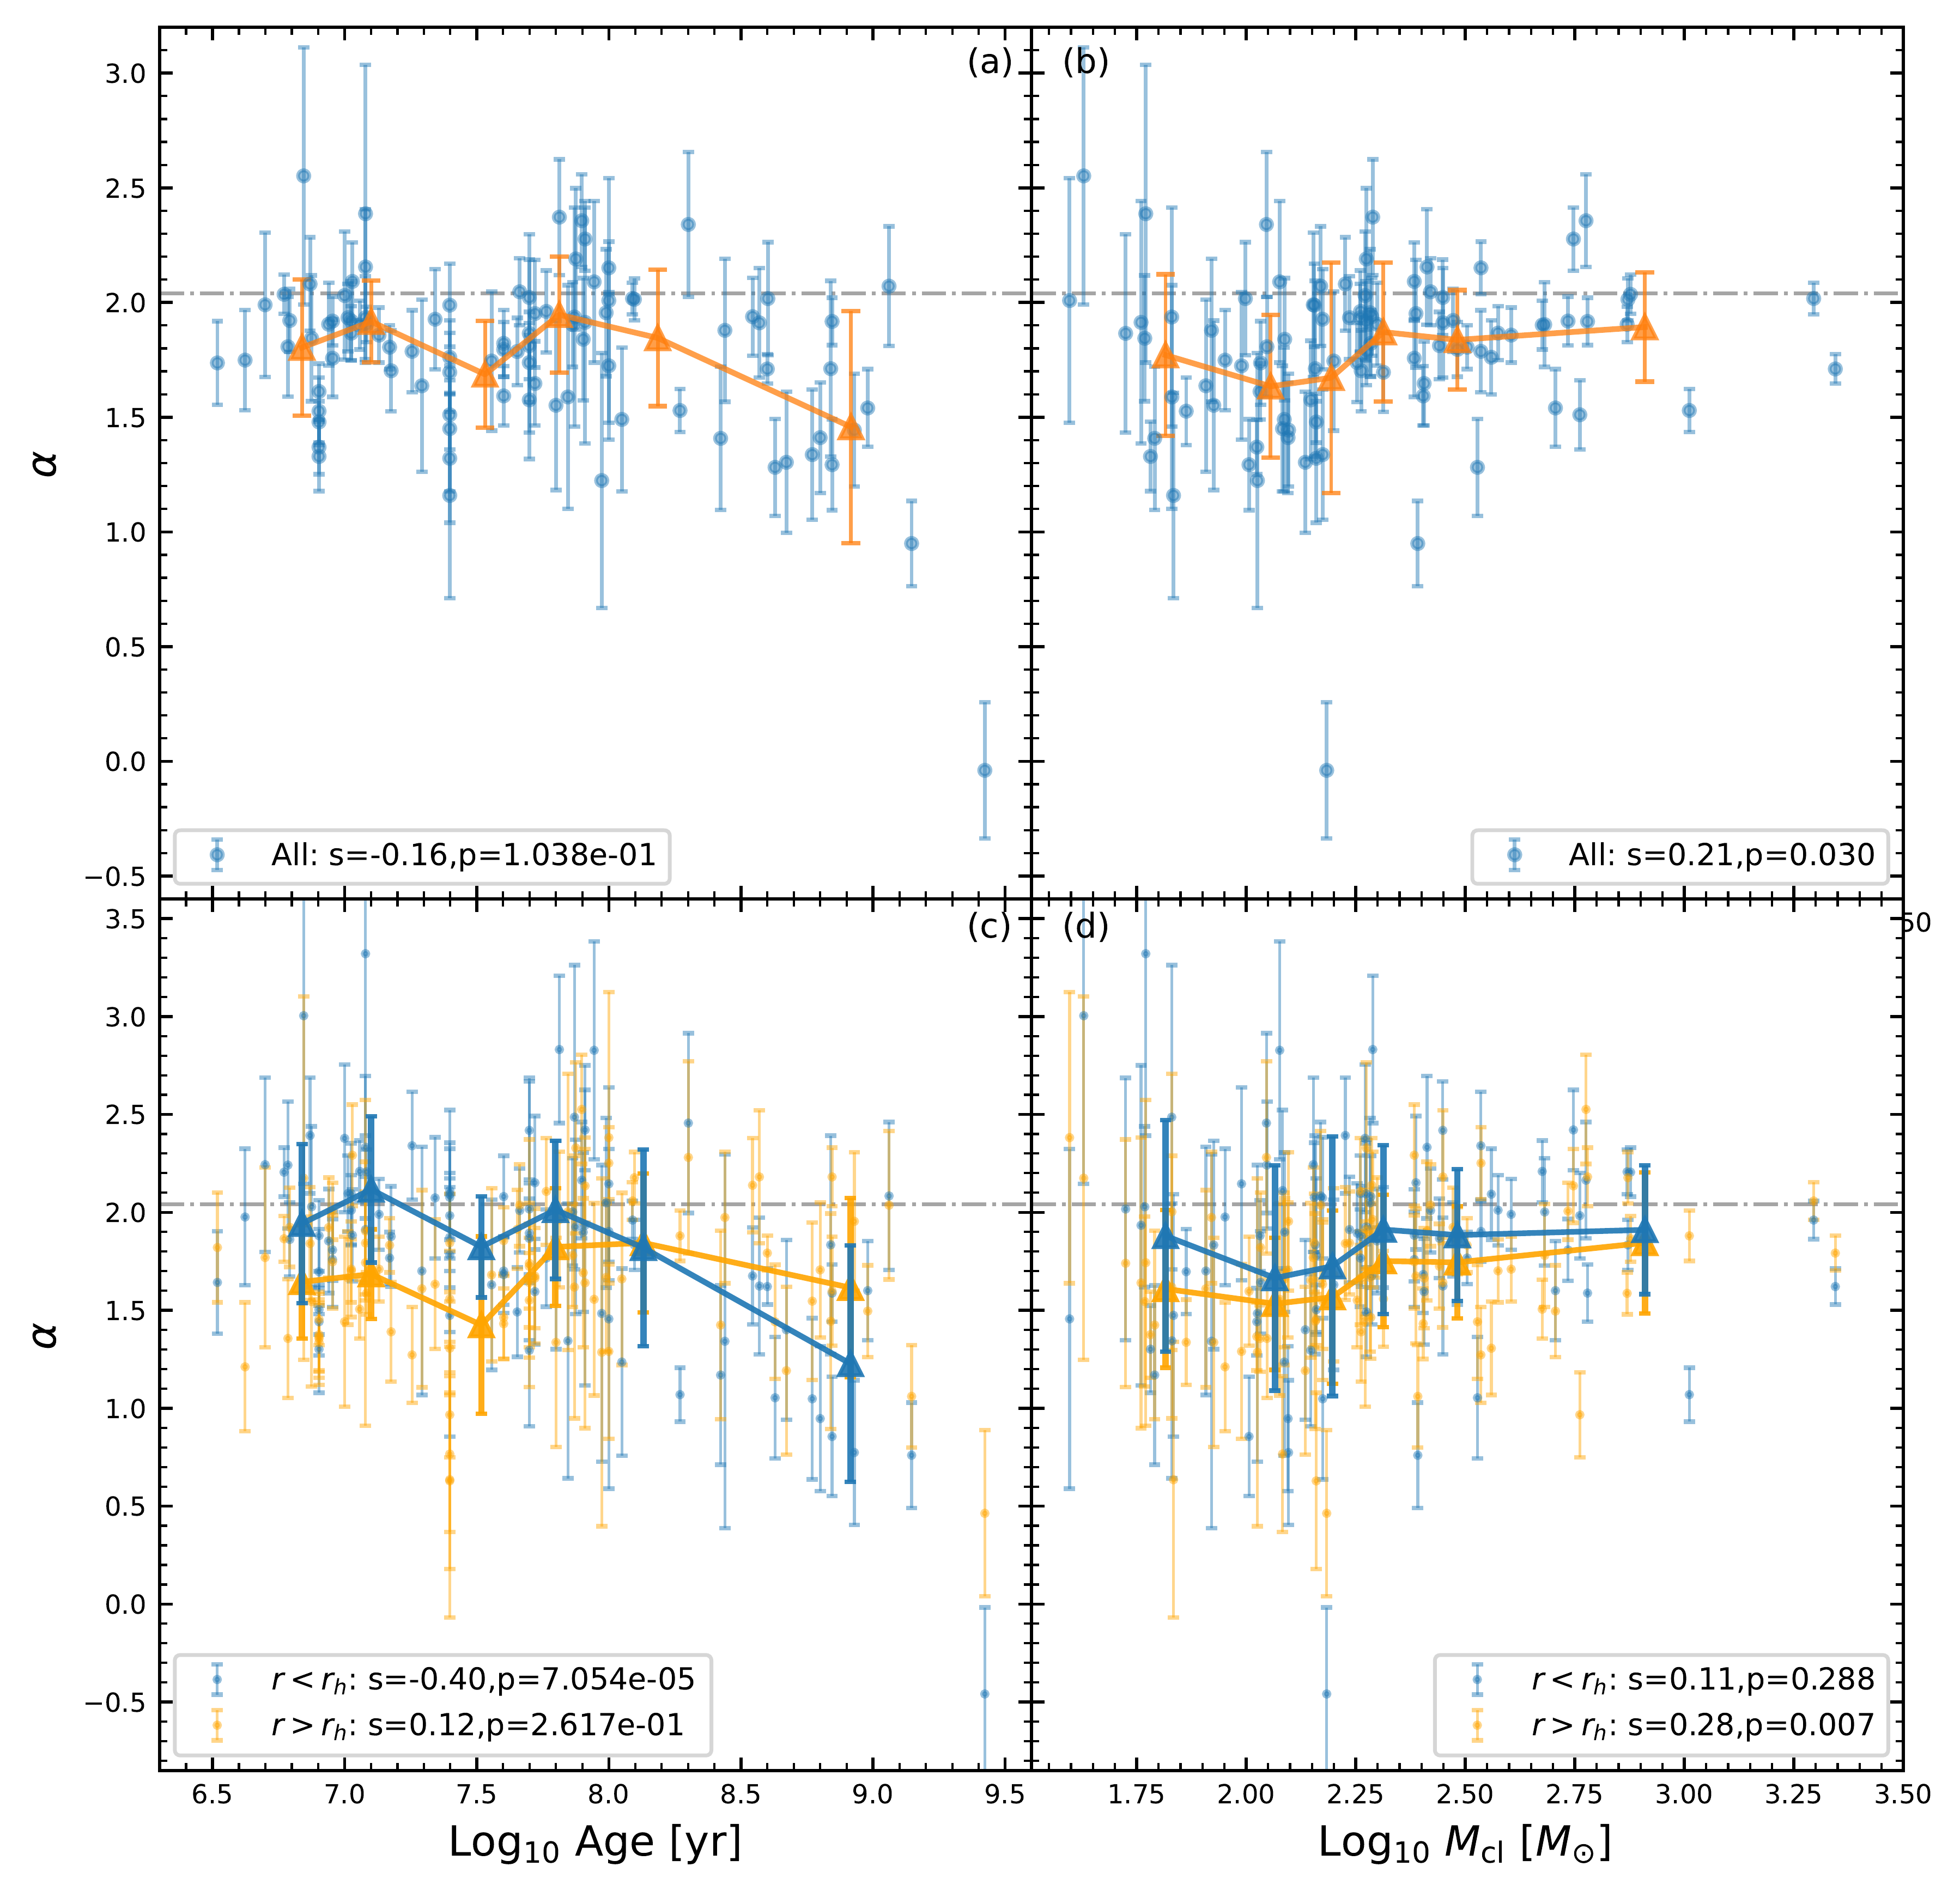 (a)
(b)
3.0
2.5
2.0
1.5
1.0
0.5
0.0
−0.5
α
All: s=-0.16,p=1.038e-01
All: s=0.21,p=0.030
(c)
(d)
50
3.5
3.0
2.5
2.0
1.5
1.0
0.5
0.0
−0.5
α
r < r_h: s=-0.40,p=7.054e-05
r > r_h: s=0.12,p=2.617e-01
r < r_h: s=0.11,p=0.288
r > r_h: s=0.28,p=0.007
6.5 7.0 7.5 8.0 8.5 9.0 9.5
1.75 2.00 2.25 2.50 2.75 3.00 3.25 3.50
Log₁₀ Age [yr]
Log₁₀ M_cl [M_☉]